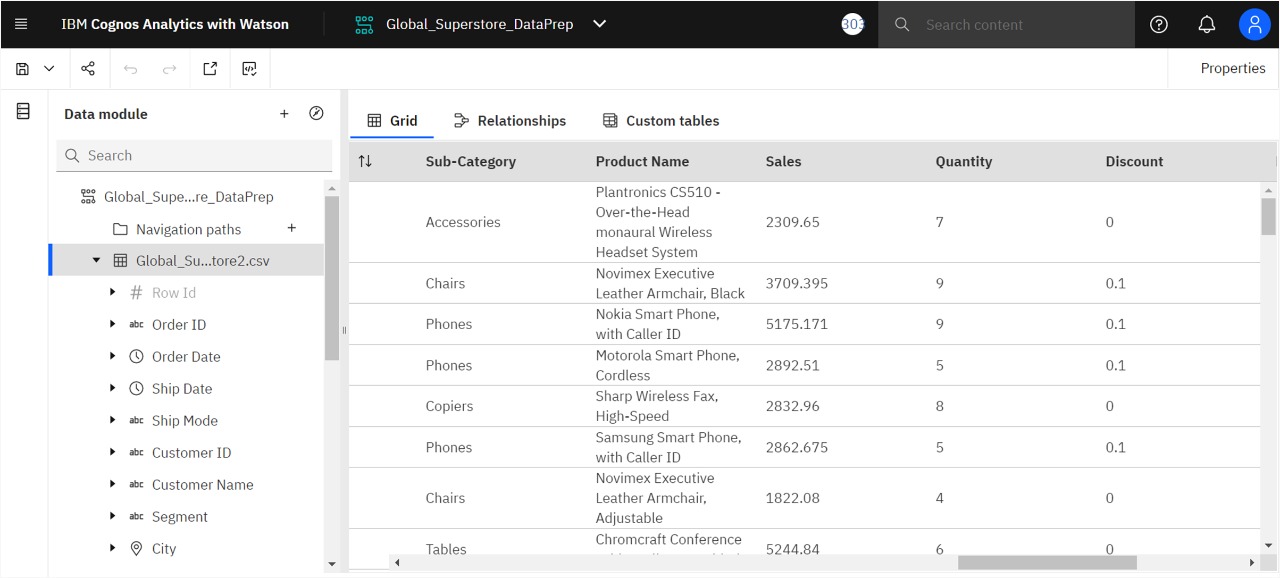 IBM Cognos Analytics with Watson
Global_Superstore_DataPrep
303
Search content
Properties
Data module
Search
Global_Supe...re_DataPrep
Navigation paths
Global_Su...tore2.csv
Row Id
abc Order ID
Order Date
Ship Date
abc Ship Mode
abc Customer ID
abc Customer Name
abc Segment
City
Grid Relationships Custom tables
Sub-Category Product Name Sales Quantity Discount
Plantronics CS510 -
Over-the-Head
Accessories 2309.65 7 0
monaural Wireless
Headset System
Novimex Executive
Chairs 3709.395 9 0.1
Leather Armchair, Black
Nokia Smart Phone,
Phones 5175.171 9 0.1
with Caller ID
Motorola Smart Phone,
Phones 2892.51 5 0.1
Cordless
Sharp Wireless Fax,
Copiers 2832.96 8 0
High-Speed
Samsung Smart Phone,
Phones 2862.675 5 0.1
with Caller ID
Novimex Executive
Chairs 1822.08 4 0
Leather Armchair,
Adjustable
Chromcraft Conference
Tables 5244.84 6 0